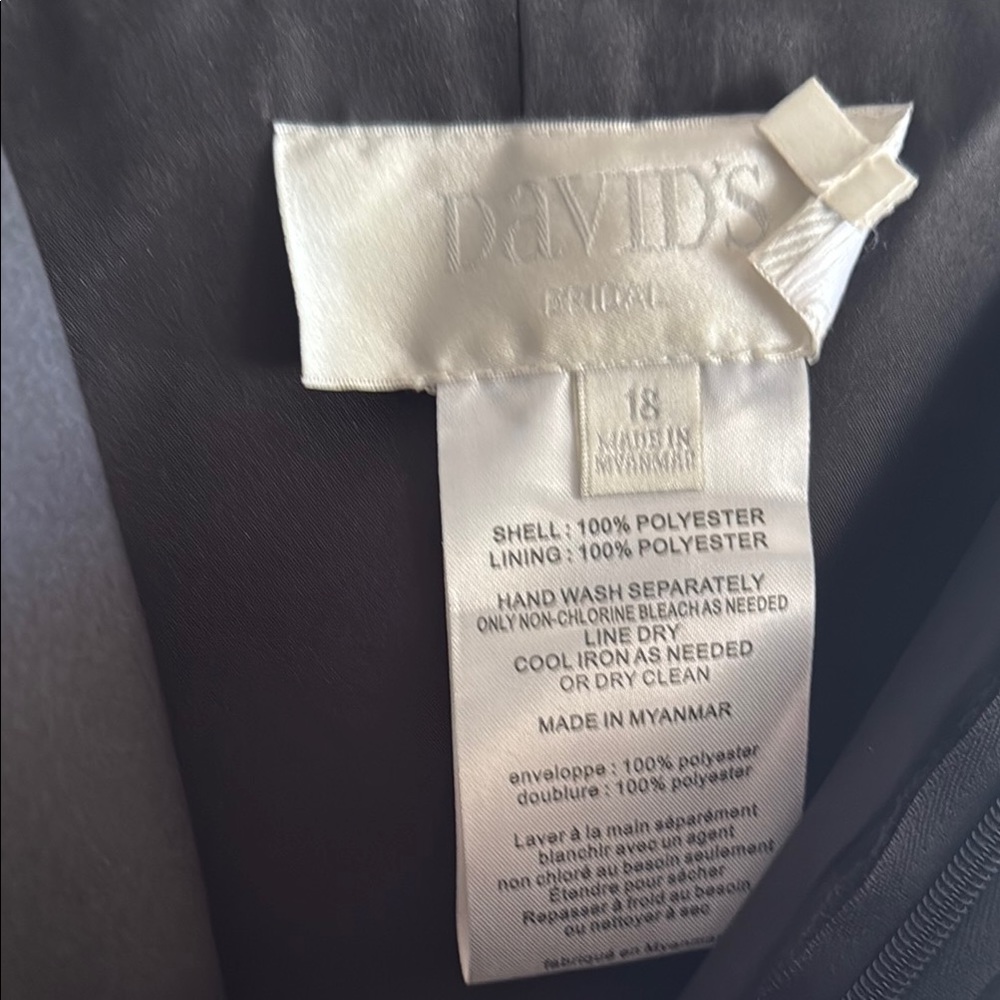 DaVID's
BRIDAL
18
MADE IN
MYANMAR
SHELL : 100% POLYESTER
LINING : 100% POLYESTER
HAND WASH SEPARATELY
ONLY NON-CHLORINE BLEACH AS NEEDED
LINE DRY
COOL IRON AS NEEDED
OR DRY CLEAN
MADE IN MYANMAR
enveloppe : 100% polyester
doublure : 100% polyester
Laver à la main séparément
blanchir avec un agent
non chloré au besoin seulement
Étendre pour sécher
Repasser à froid au besoin
ou nettoyer à sec
fabriqué en Myanmar